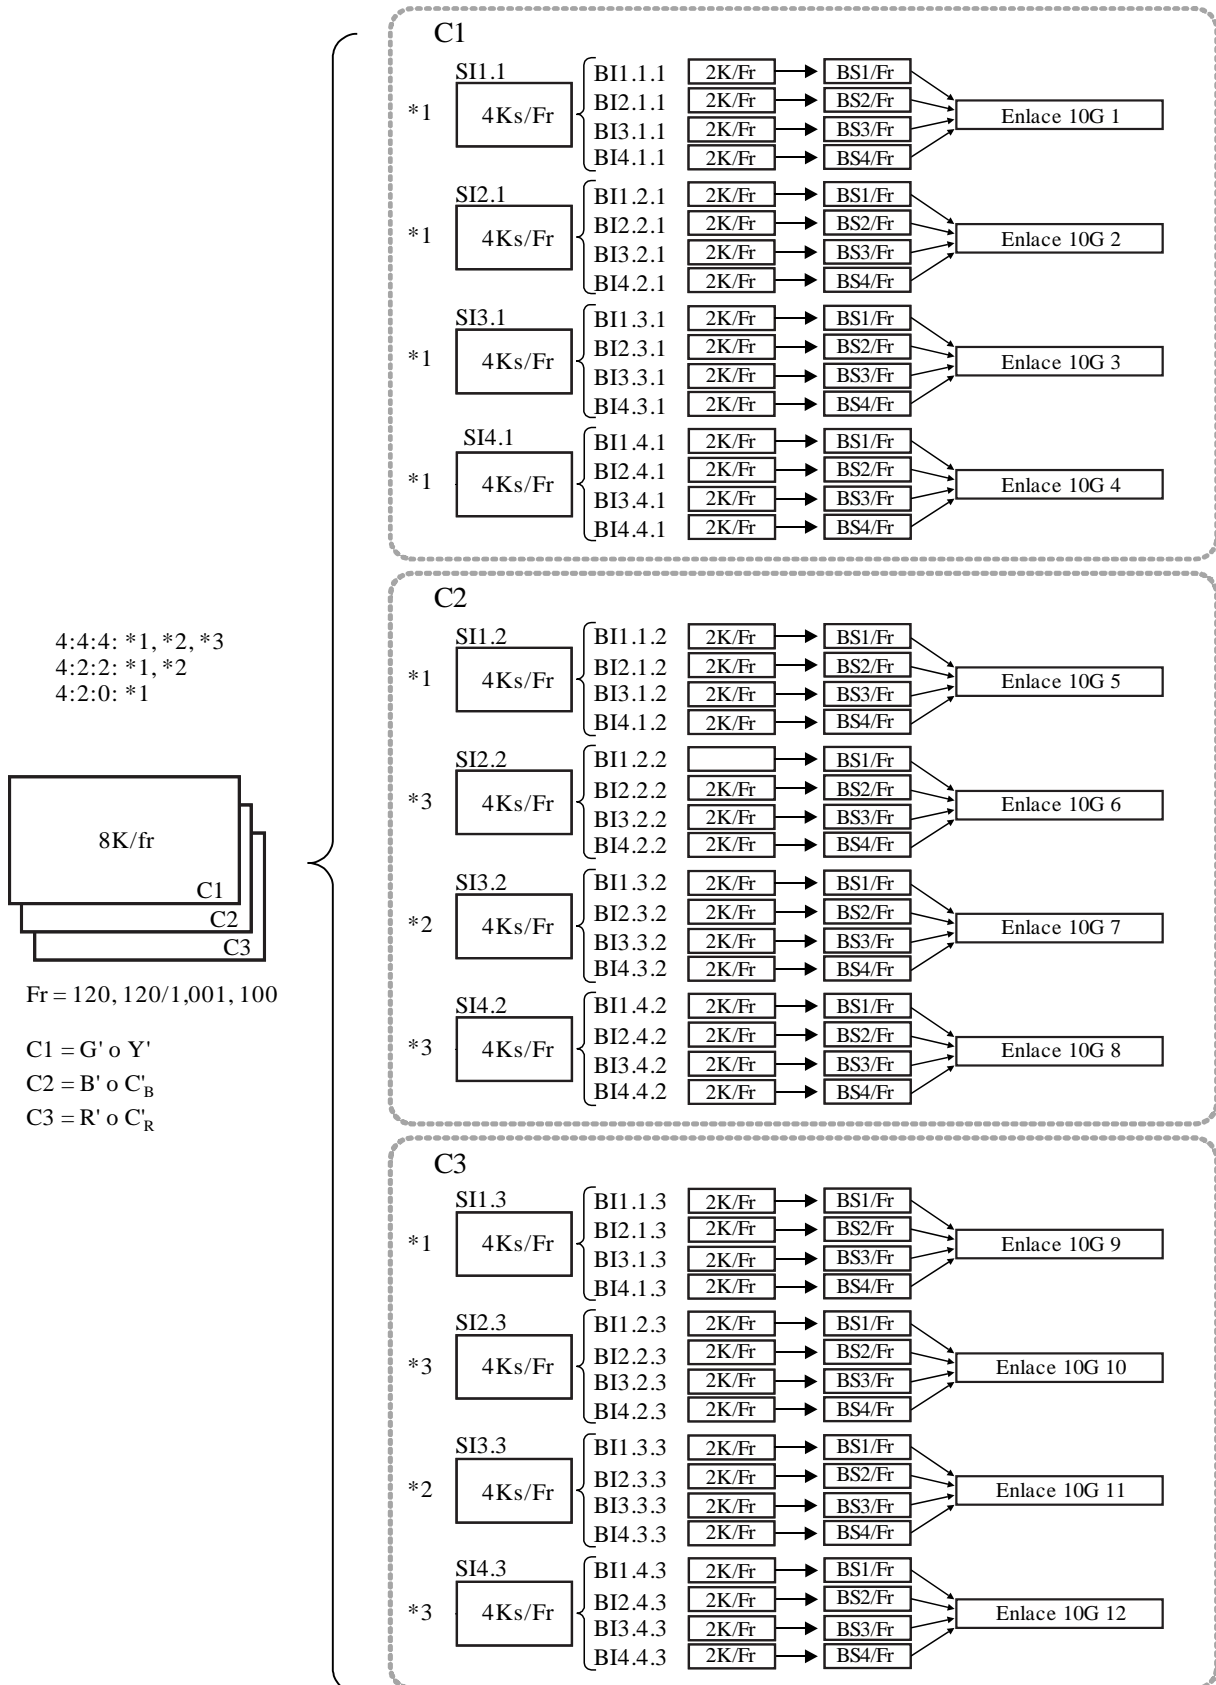 4:4:4: *1, *2, *3
4:2:2: *1, *2
4:2:0: *1
8K/fr
C1
C2
C3
Fr = 120, 120/1,001, 100
C1 = G' o Y'
C2 = B' o C'B
C3 = R' o C'R
C1
SI1.1
*1
4Ks/Fr
BI1.1.1 2K/Fr BS1/Fr
BI2.1.1 2K/Fr BS2/Fr
BI3.1.1 2K/Fr BS3/Fr
BI4.1.1 2K/Fr BS4/Fr
Enlace 10G 1
SI2.1
*1
4Ks/Fr
BI1.2.1 2K/Fr BS1/Fr
BI2.2.1 2K/Fr BS2/Fr
BI3.2.1 2K/Fr BS3/Fr
BI4.2.1 2K/Fr BS4/Fr
Enlace 10G 2
SI3.1
*1
4Ks/Fr
BI1.3.1 2K/Fr BS1/Fr
BI2.3.1 2K/Fr BS2/Fr
BI3.3.1 2K/Fr BS3/Fr
BI4.3.1 2K/Fr BS4/Fr
Enlace 10G 3
SI4.1
*1
4Ks/Fr
BI1.4.1 2K/Fr BS1/Fr
BI2.4.1 2K/Fr BS2/Fr
BI3.4.1 2K/Fr BS3/Fr
BI4.4.1 2K/Fr BS4/Fr
Enlace 10G 4
C2
SI1.2
*1
4Ks/Fr
BI1.1.2 2K/Fr BS1/Fr
BI2.1.2 2K/Fr BS2/Fr
BI3.1.2 2K/Fr BS3/Fr
BI4.1.2 2K/Fr BS4/Fr
Enlace 10G 5
SI2.2
*3
4Ks/Fr
BI1.2.2 BS1/Fr
BI2.2.2 2K/Fr BS2/Fr
BI3.2.2 2K/Fr BS3/Fr
BI4.2.2 2K/Fr BS4/Fr
Enlace 10G 6
SI3.2
*2
4Ks/Fr
BI1.3.2 2K/Fr BS1/Fr
BI2.3.2 2K/Fr BS2/Fr
BI3.3.2 2K/Fr BS3/Fr
BI4.3.2 2K/Fr BS4/Fr
Enlace 10G 7
SI4.2
*3
4Ks/Fr
BI1.4.2 2K/Fr BS1/Fr
BI2.4.2 2K/Fr BS2/Fr
BI3.4.2 2K/Fr BS3/Fr
BI4.4.2 2K/Fr BS4/Fr
Enlace 10G 8
C3
SI1.3
*1
4Ks/Fr
BI1.1.3 2K/Fr BS1/Fr
BI2.1.3 2K/Fr BS2/Fr
BI3.1.3 2K/Fr BS3/Fr
BI4.1.3 2K/Fr BS4/Fr
Enlace 10G 9
SI2.3
*3
4Ks/Fr
BI1.2.3 2K/Fr BS1/Fr
BI2.2.3 2K/Fr BS2/Fr
BI3.2.3 2K/Fr BS3/Fr
BI4.2.3 2K/Fr BS4/Fr
Enlace 10G 10
SI3.3
*2
4Ks/Fr
BI1.3.3 2K/Fr BS1/Fr
BI2.3.3 2K/Fr BS2/Fr
BI3.3.3 2K/Fr BS3/Fr
BI4.3.3 2K/Fr BS4/Fr
Enlace 10G 11
SI4.3
*3
4Ks/Fr
BI1.4.3 2K/Fr BS1/Fr
BI2.4.3 2K/Fr BS2/Fr
BI3.4.3 2K/Fr BS3/Fr
BI4.4.3 2K/Fr BS4/Fr
Enlace 10G 12